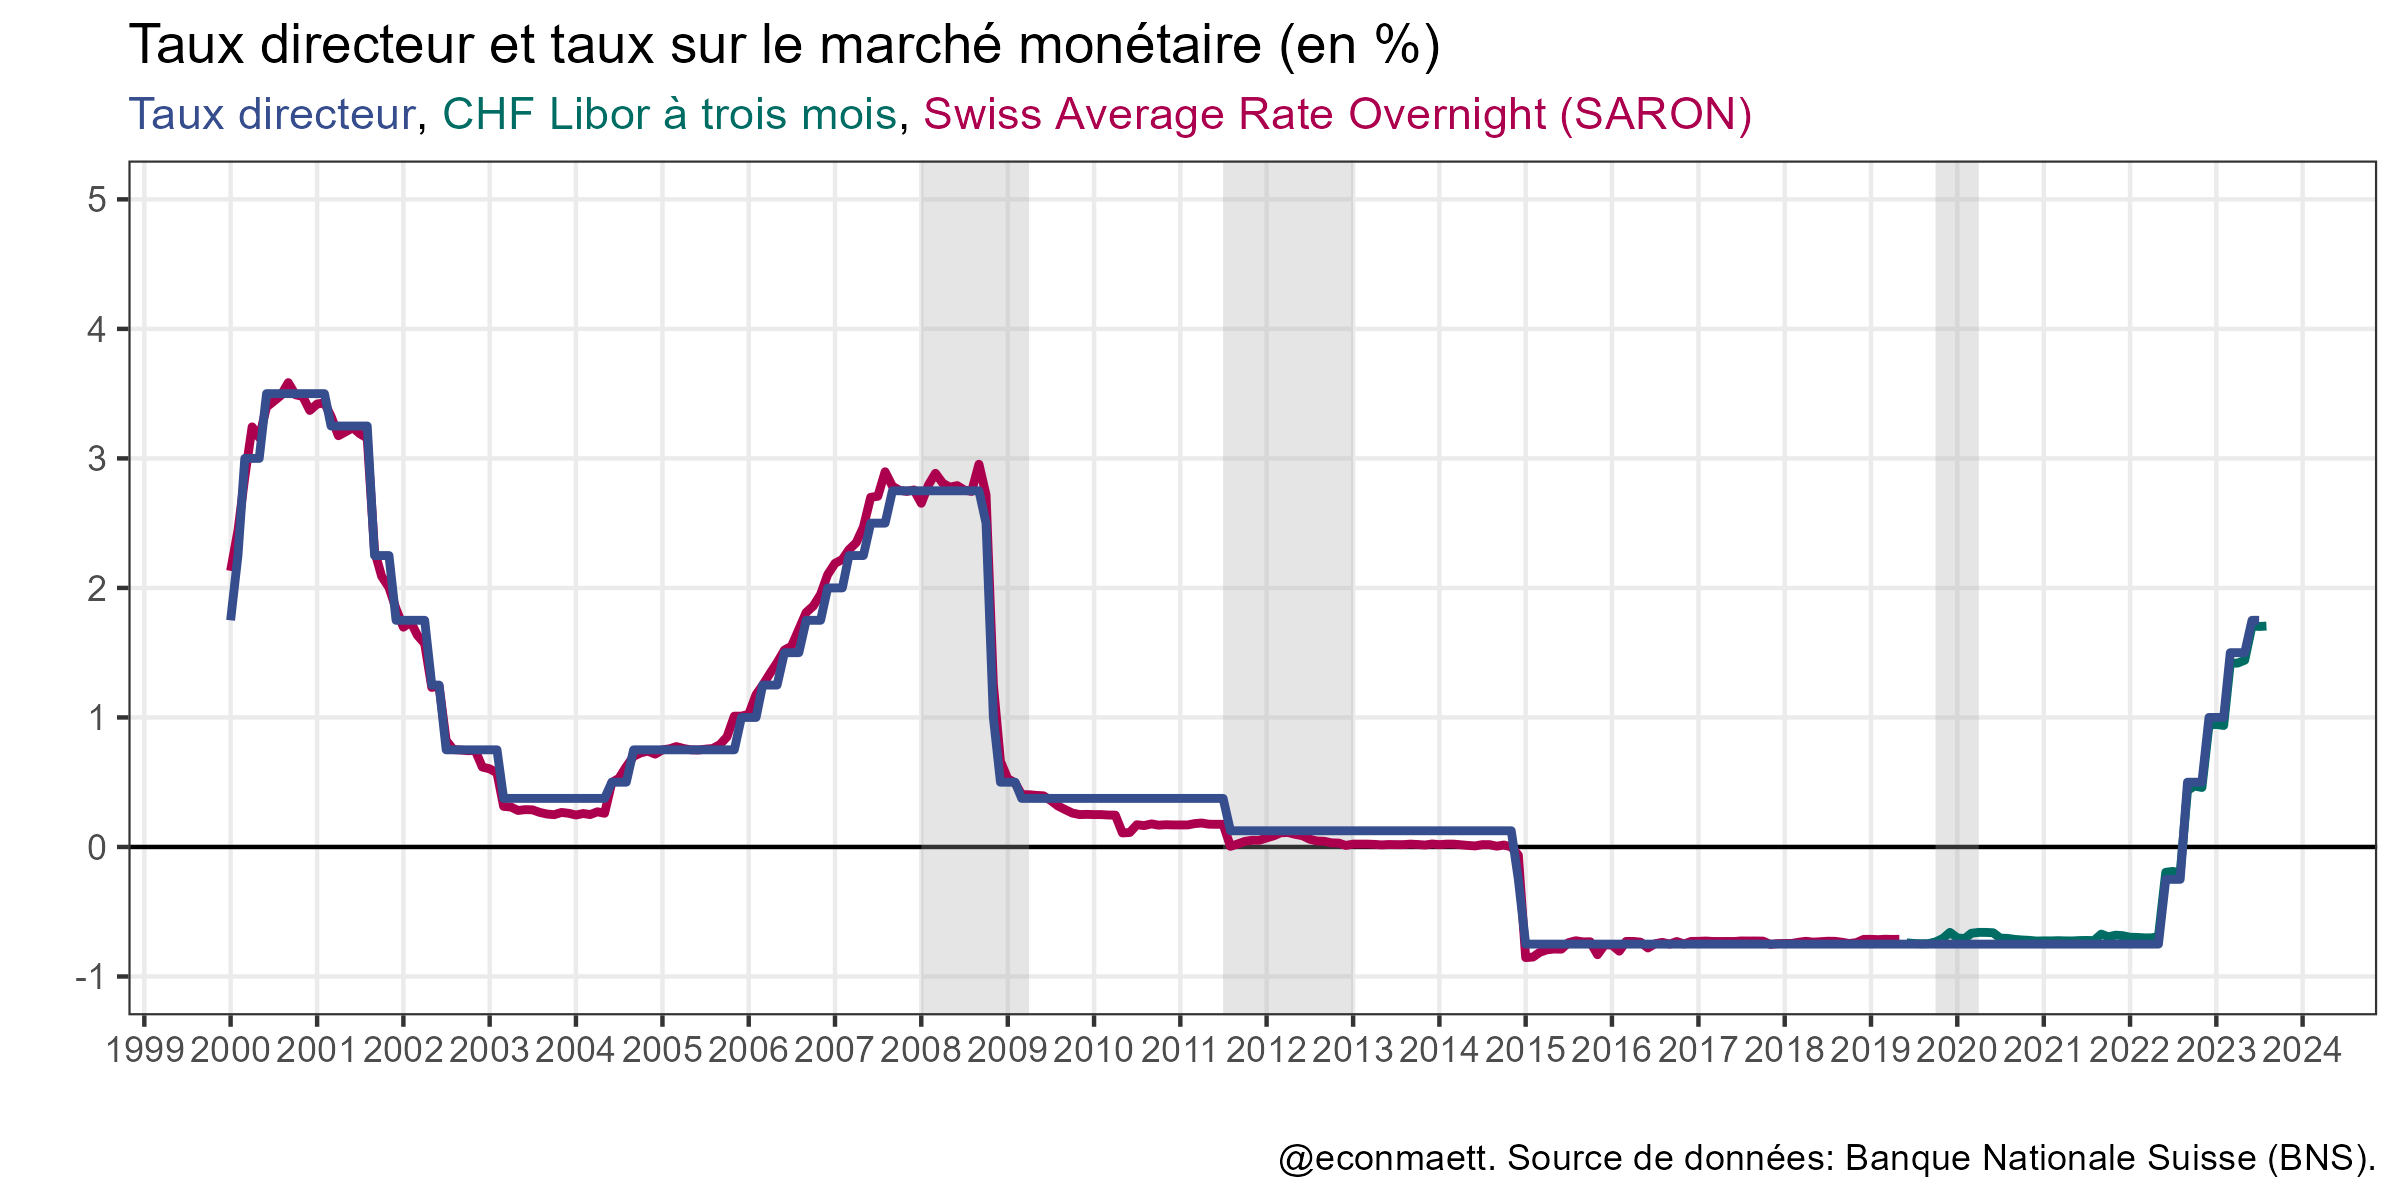 Taux directeur et taux sur le marché monétaire (en %)
Taux directeur, CHF Libor à trois mois, Swiss Average Rate Overnight (SARON)
5
4
3
2
1
0
-1
1999 2000 2001 2002 2003 2004 2005 2006 2007 2008 2009 2010 2011 2012 2013 2014 2015 2016 2017 2018 2019 2020 2021 2022 2023 2024
@econmaett. Source de données: Banque Nationale Suisse (BNS).